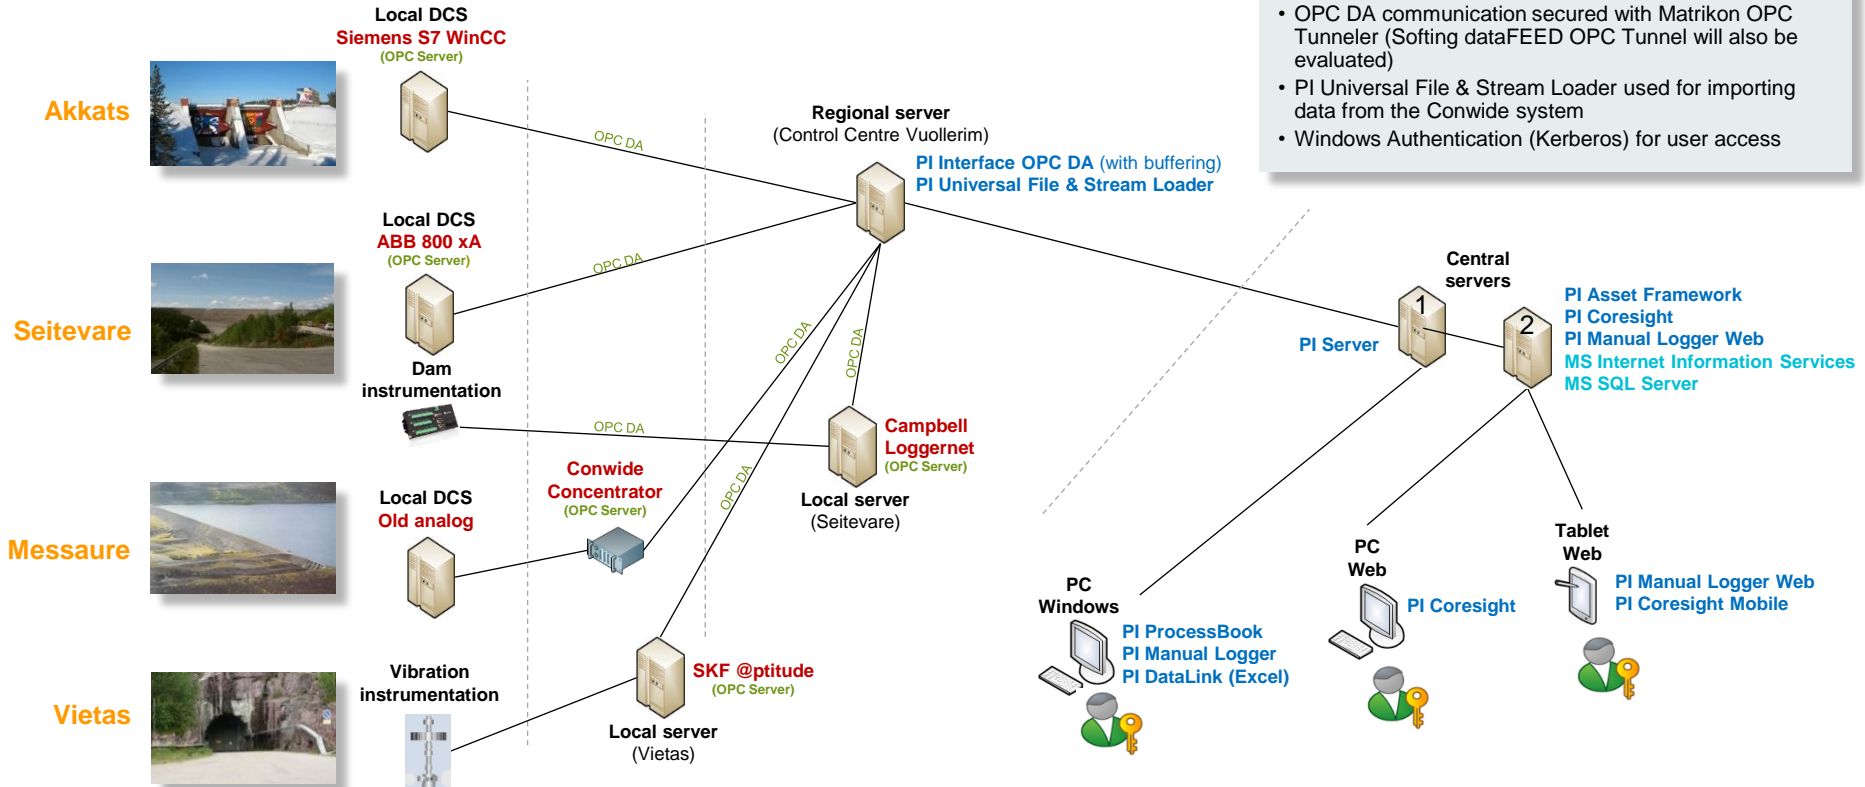 • OPC DA communication secured with Matrikon OPC
Tunneler (Softing dataFEED OPC Tunnel will also be
evaluated)
• PI Universal File & Stream Loader used for importing
data from the Conwide system
• Windows Authentication (Kerberos) for user access
Local DCS
Siemens S7 WinCC
(OPC Server)
Akkats
OPC DA
Regional server
(Control Centre Vuollerim)
PI Interface OPC DA (with buffering)
PI Universal File & Stream Loader
Local DCS
ABB 800 xA
(OPC Server)
OPC DA
Seitevare
Dam
instrumentation
OPC DA
OPC DA
OPC DA
OPC DA
Campbell
Loggernet
(OPC Server)
Local server
(Seitevare)
Central
servers
1
2
PI Server
PI Asset Framework
PI Coresight
PI Manual Logger Web
MS Internet Information Services
MS SQL Server
Messaure
Local DCS
Old analog
Conwide
Concentrator
(OPC Server)
Vietas
Vibration
instrumentation
SKF @ptitude
(OPC Server)
Local server
(Vietas)
PC
Windows
PI ProcessBook
PI Manual Logger
PI DataLink (Excel)
PC
Web
PI Coresight
Tablet
Web
PI Manual Logger Web
PI Coresight Mobile